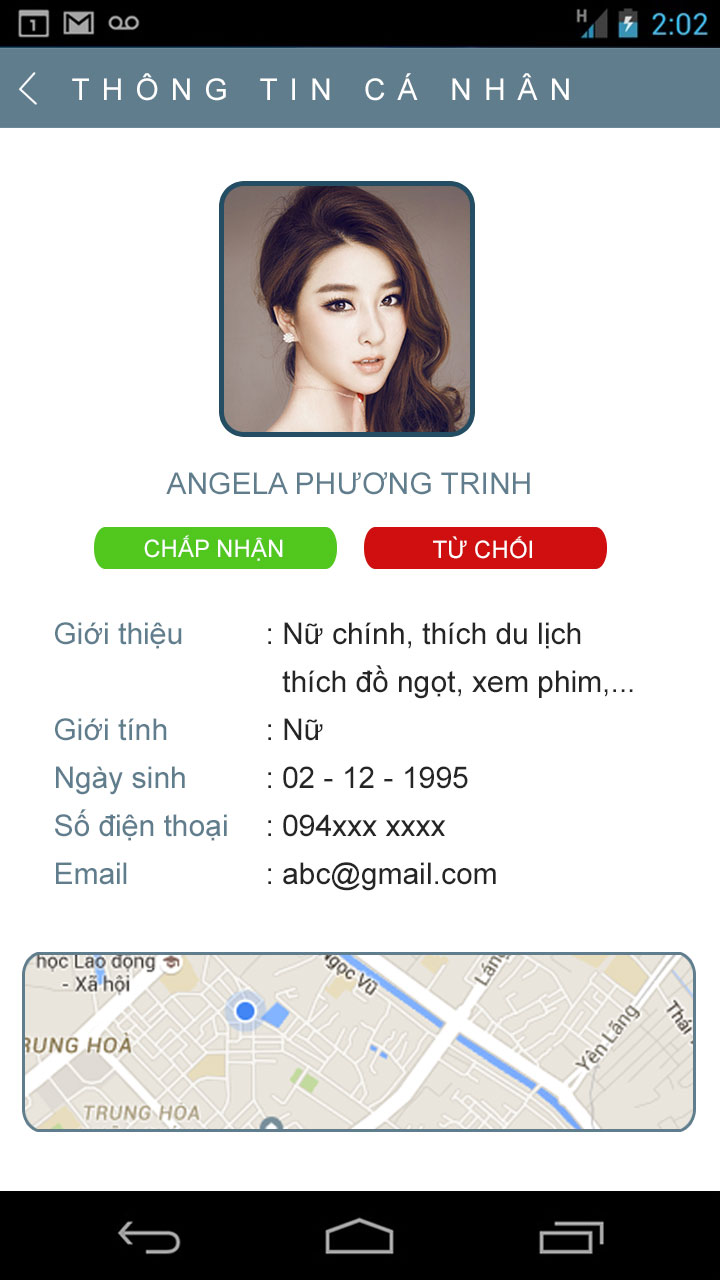 1
H
2:02
THÔNG TIN CÁ NHÂN
ANGELA PHƯƠNG TRINH
CHẤP NHẬN
TỪ CHỐI
Giới thiệu : Nữ chính, thích du lịch
thích đồ ngọt, xem phim,...
Giới tính : Nữ
Ngày sinh : 02 - 12 - 1995
Số điện thoại : 094xxx xxxx
Email : abc@gmail.com
học Lao động
- Xã hội
Ngọc Vũ
Láng
RUNG HOÀ
Yên Lãng
Thái
TRUNG HOA